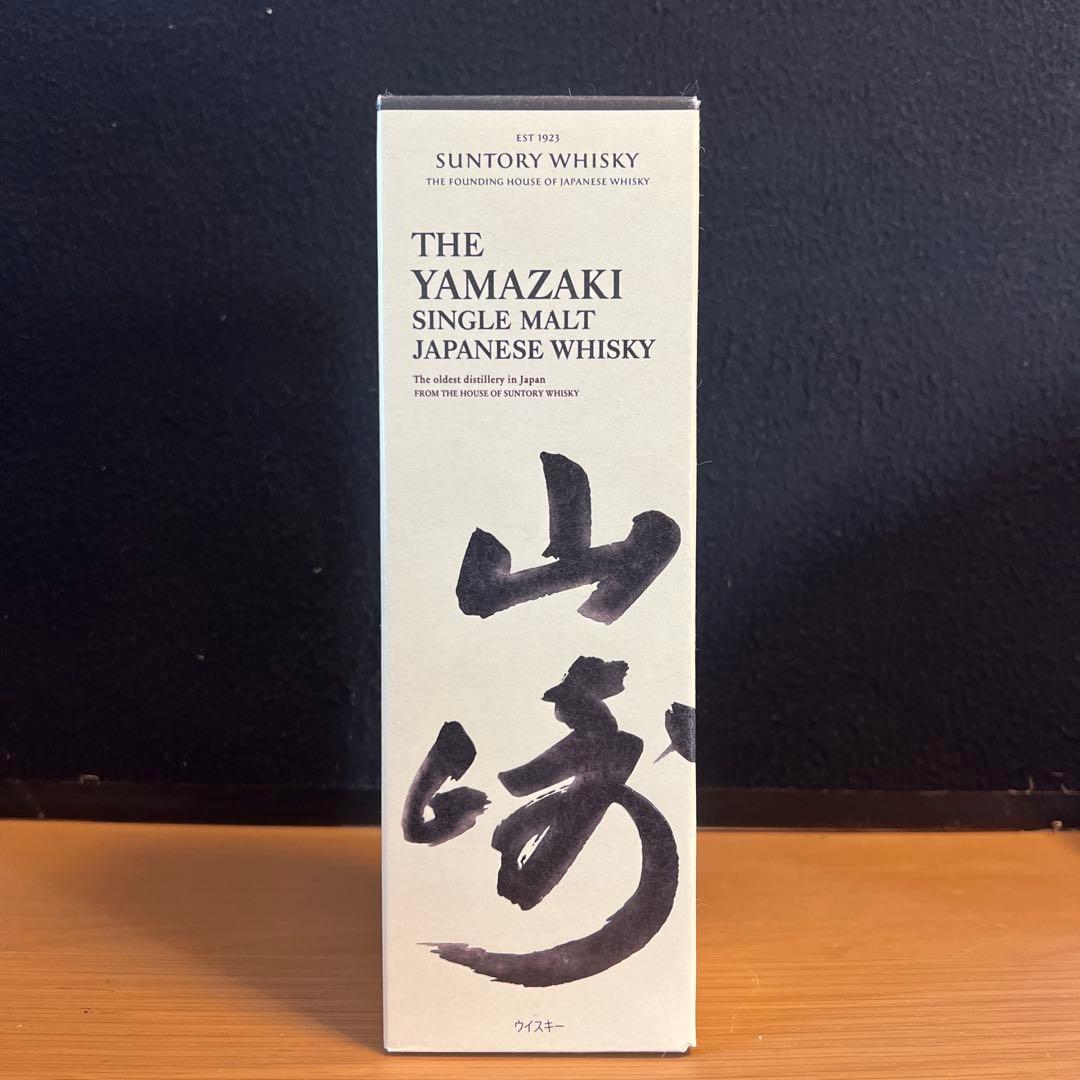 EST 1923
SUNTORY WHISKY
THE FOUNDING HOUSE OF JAPANESE WHISKY
THE
YAMAZAKI
SINGLE MALT
JAPANESE WHISKY
The oldest distillery in Japan
FROM THE HOUSE OF SUNTORY WHISKY
山
崎
ウイスキー